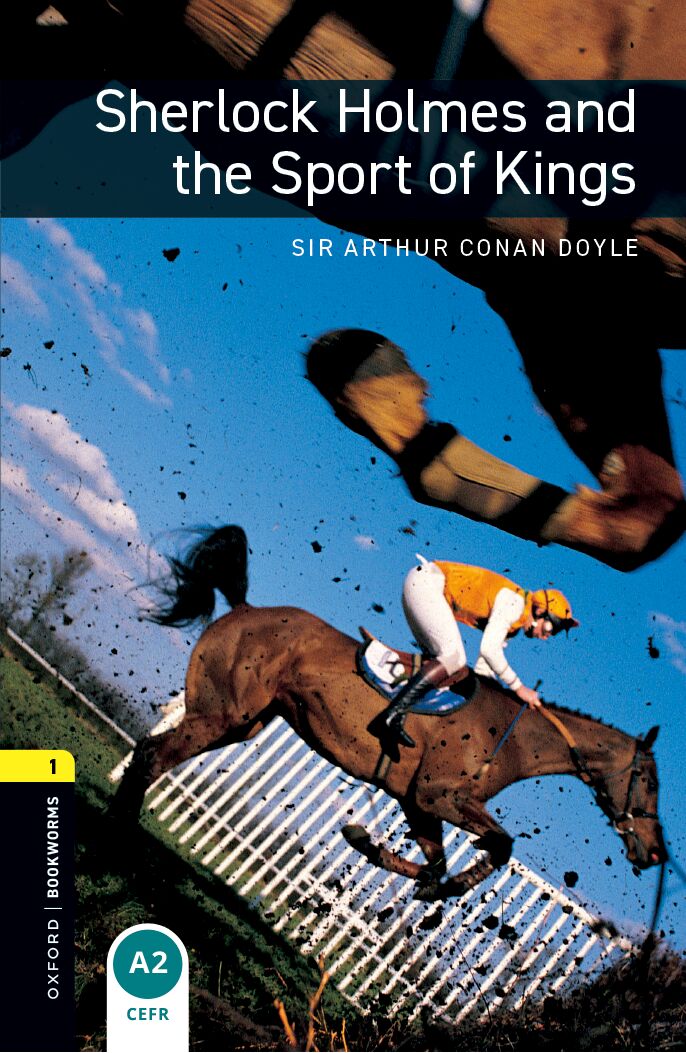 Sherlock Holmes and
the Sport of Kings
SIR ARTHUR CONAN DOYLE
1
OXFORD | BOOKWORMS
A2
CEFR